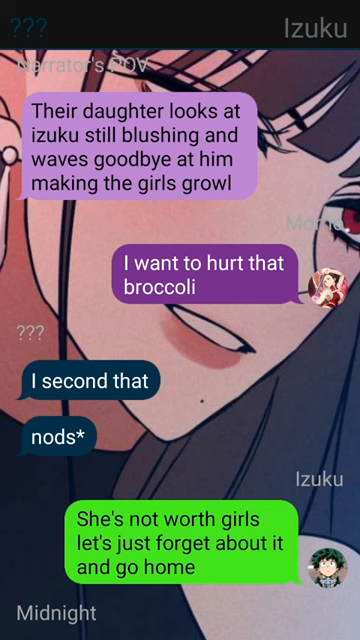 ??? Izuku
Narrator's POV
Their daughter looks at
izuku still blushing and
waves goodbye at him
making the girls growl
Momo
I want to hurt that
broccoli
???
I second that
nods*
Izuku
She's not worth girls
let's just forget about it
and go home
Midnight